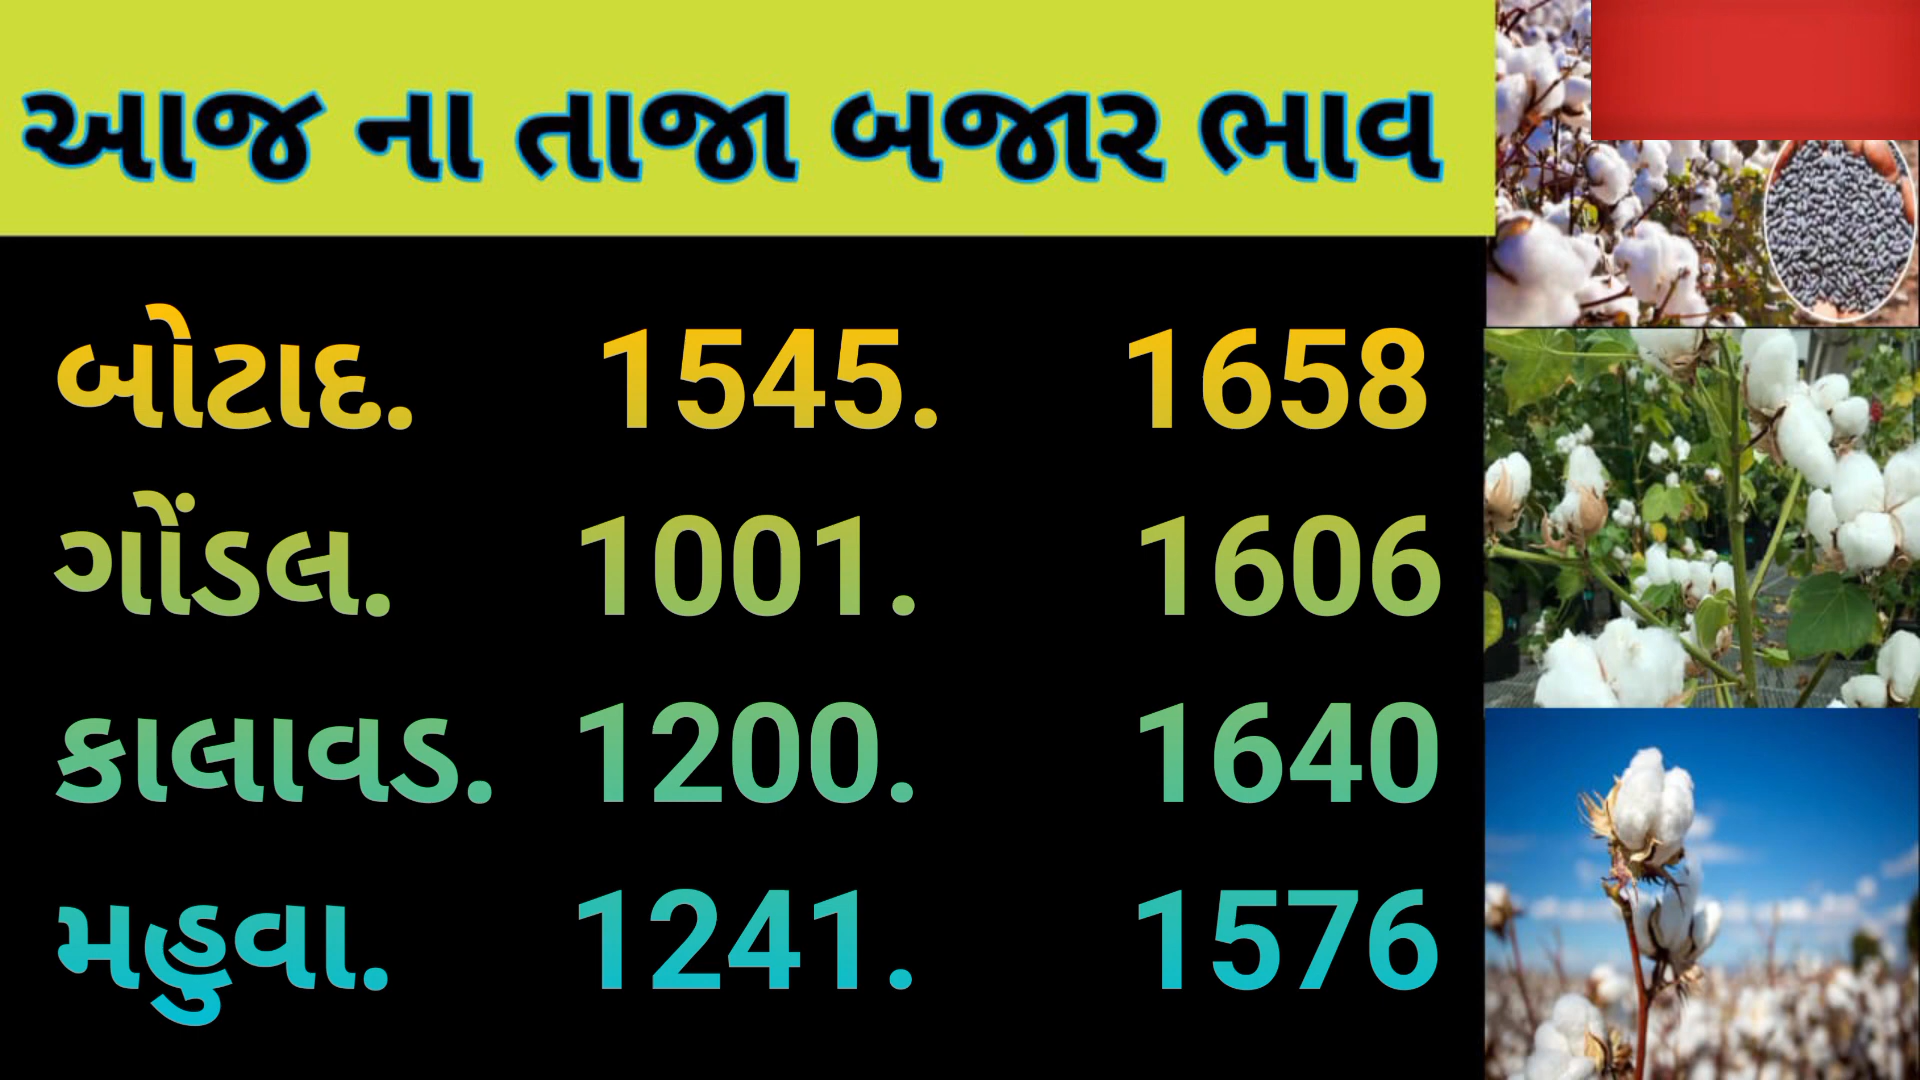 આજ ના તાજા બજાર ભાવ
બોટાદ. 1545. 1658
ગોંડલ. 1001. 1606
કાલાવડ. 1200. 1640
મહુવા. 1241. 1576